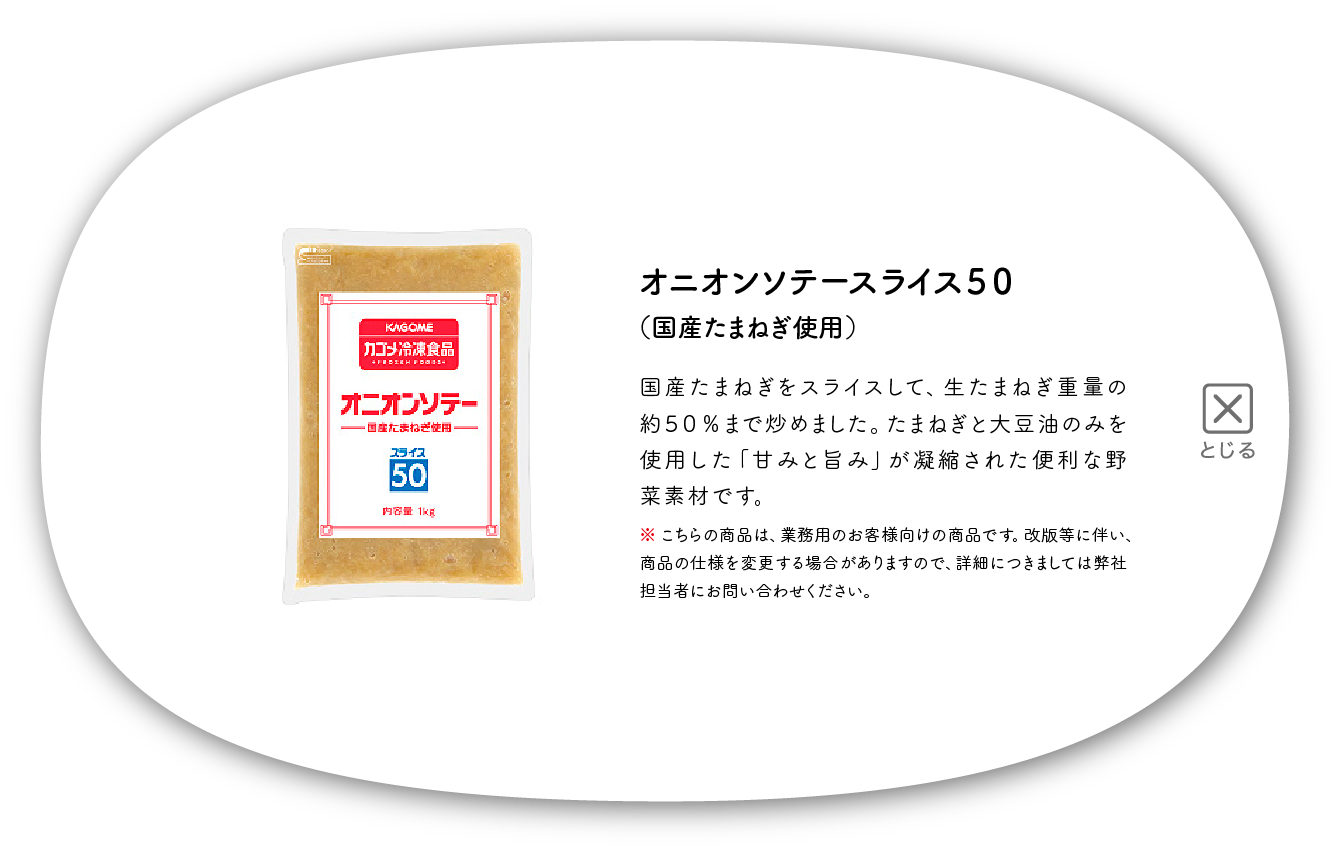 KAGOME
カゴメ冷凍食品
オニオンソテー
国産たまねぎ使用
スライス
50
内容量 1kg
オニオンソテースライス50
(国産たまねぎ使用)
国産たまねぎをスライスして、生たまねぎ重量の
約50%まで炒めました。たまねぎと大豆油のみを
使用した「甘みと旨み」が凝縮された便利な野
菜素材です。
※こちらの商品は、業務用のお客様向けの商品です。改版等に伴い、
商品の仕様を変更する場合がありますので、詳細につきましては弊社
担当者にお問い合わせください。
とじる